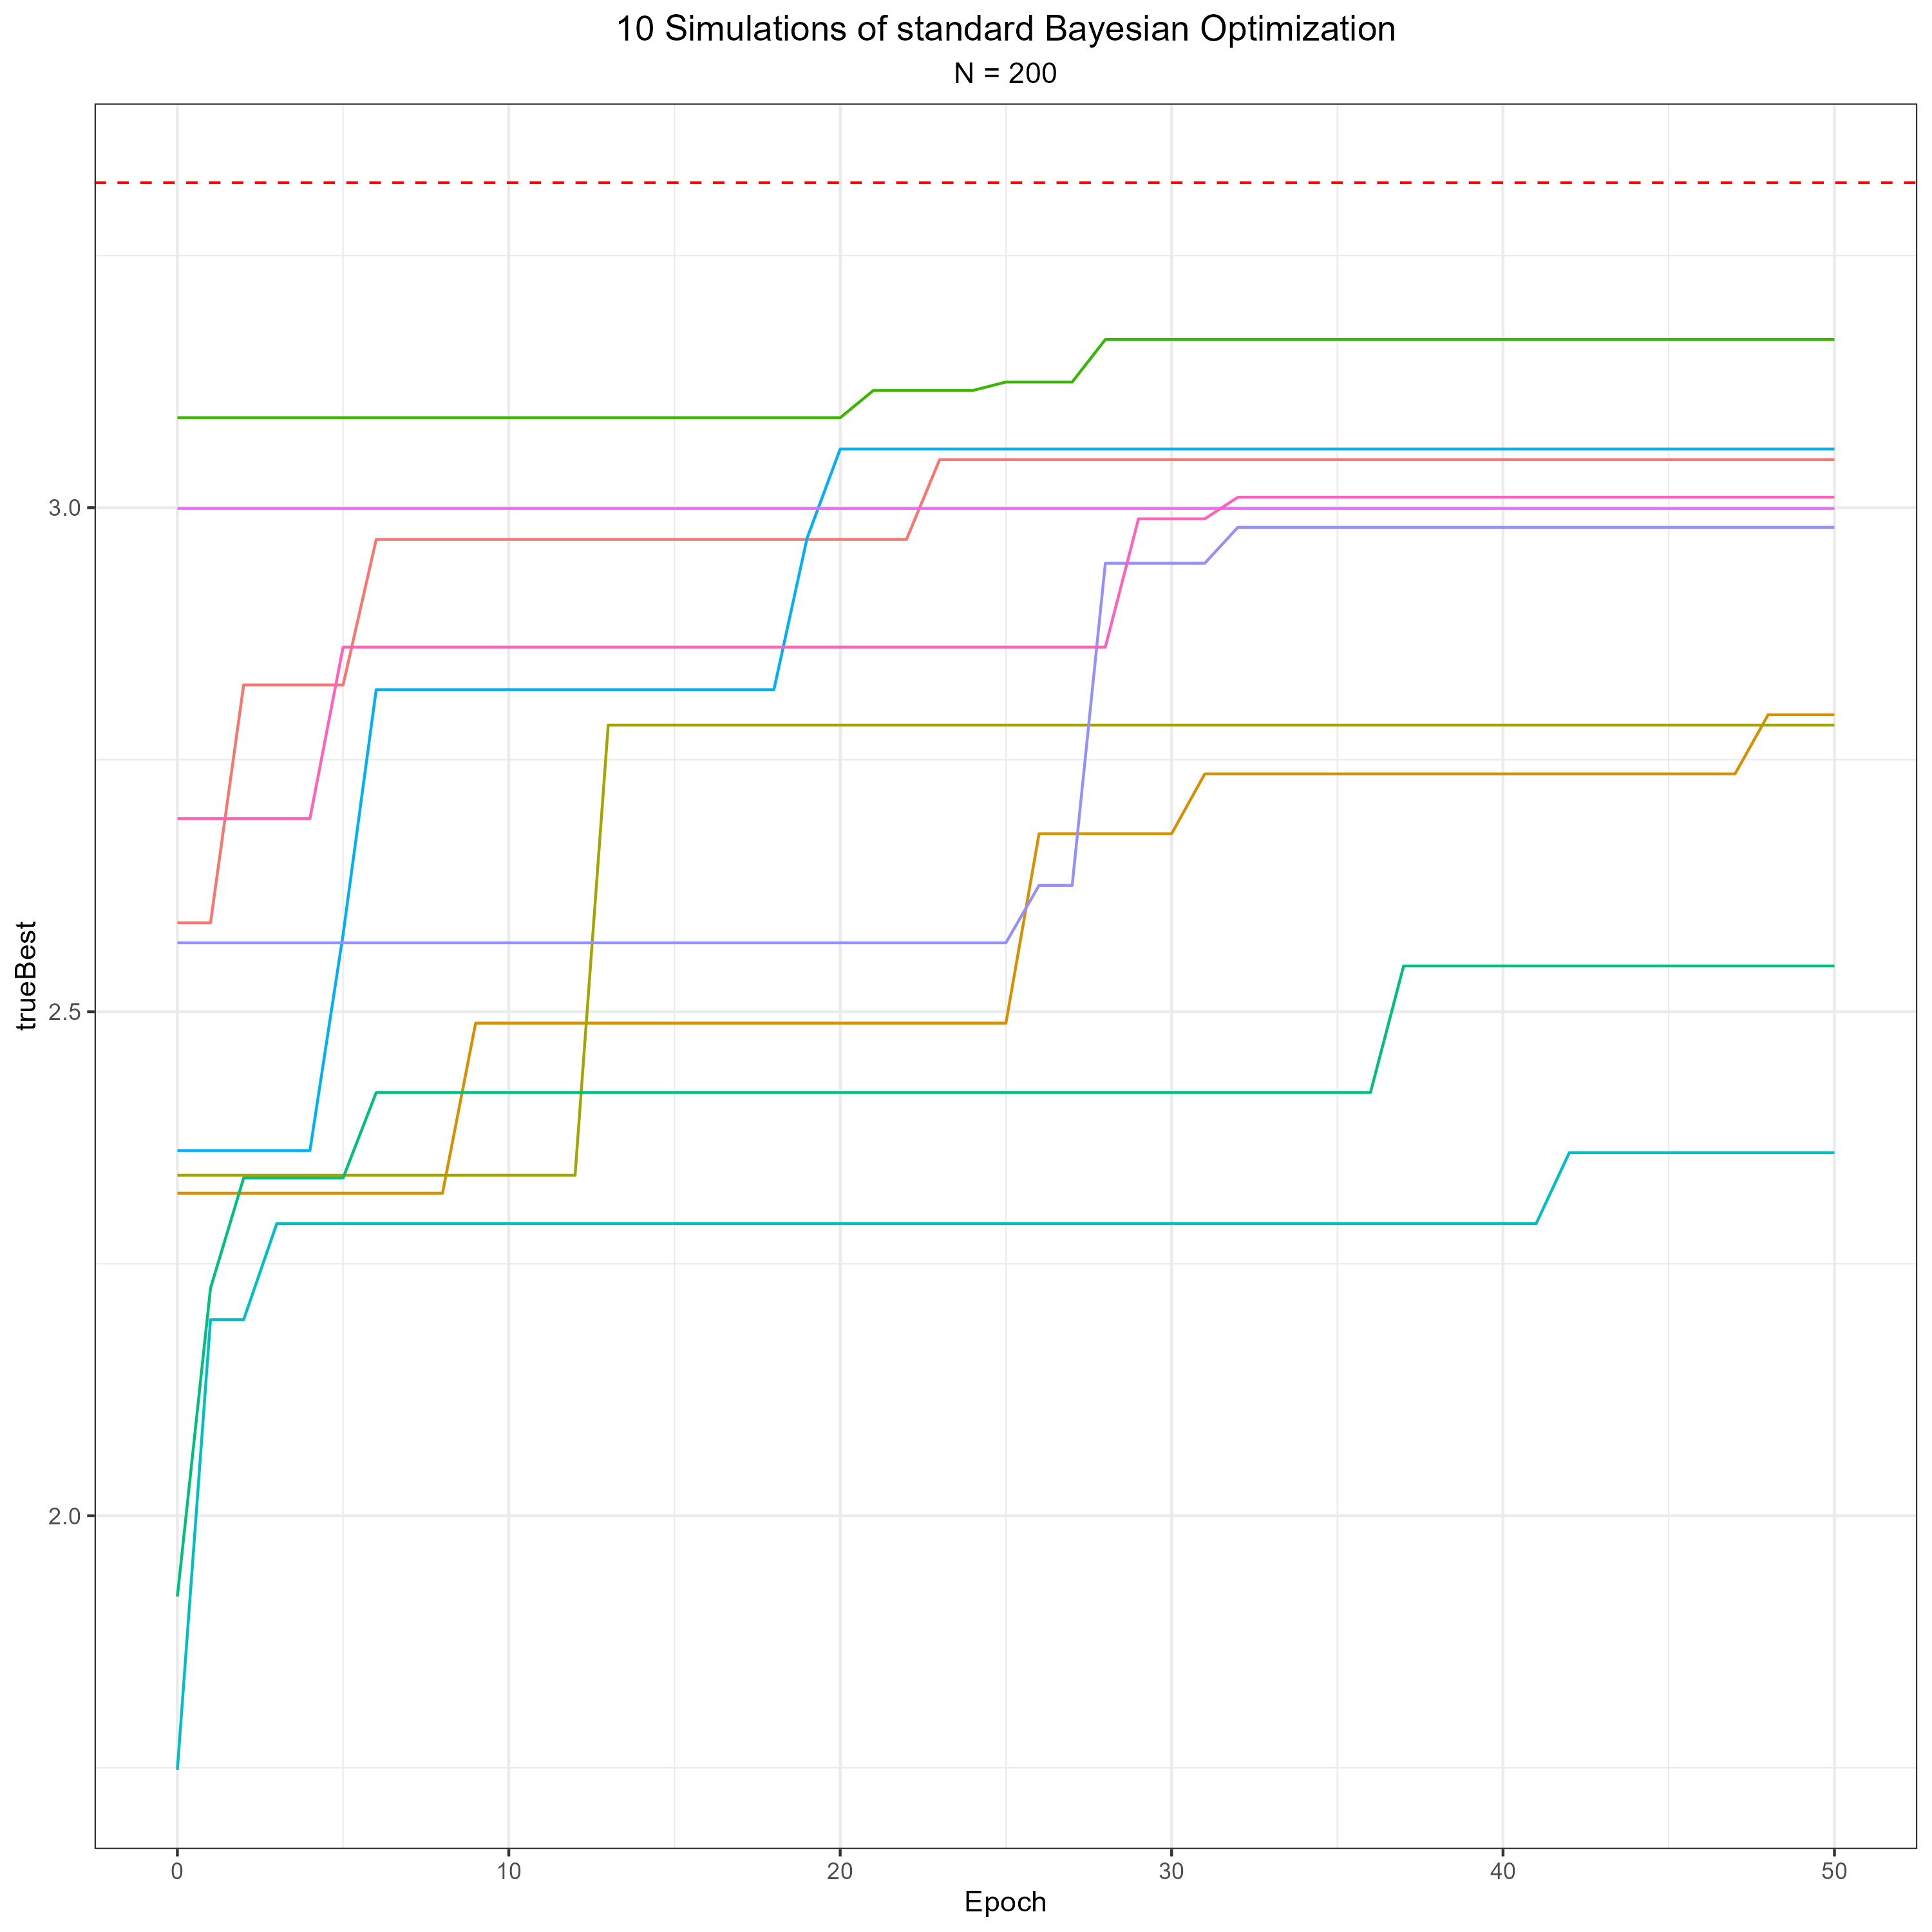 10 Simulations of standard Bayesian Optimization
N = 200
trueBest
3.0
2.5
2.0
0 10 20 30 40 50
Epoch